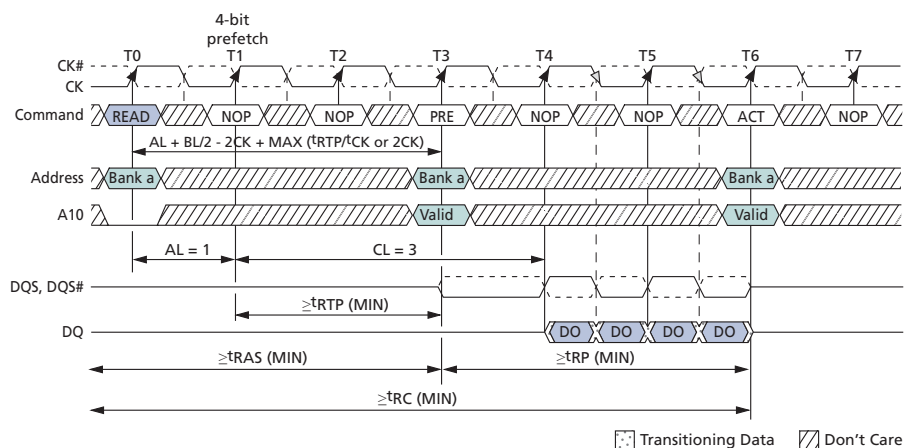 4-bit
prefetch
T0 T1 T2 T3 T4 T5 T6 T7
CK#
CK
Command READ NOP NOP PRE NOP NOP ACT NOP
AL + BL/2 - 2CK + MAX (tRTP/tCK or 2CK)
Address Bank a Bank a Bank a
A10 Valid Valid
AL = 1 CL = 3
DQS, DQS#
≥tRTP (MIN)
DQ DO DO DO DO
≥tRAS (MIN) ≥tRP (MIN)
≥tRC (MIN)
Transitioning Data Don't Care